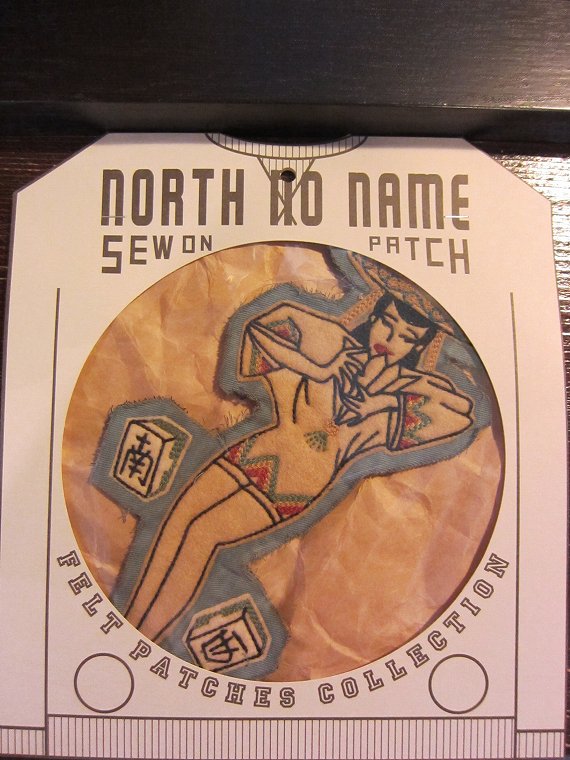 NORTH NO NAME
SEW ON PATCH
南
FELT PATCHES COLLECTION